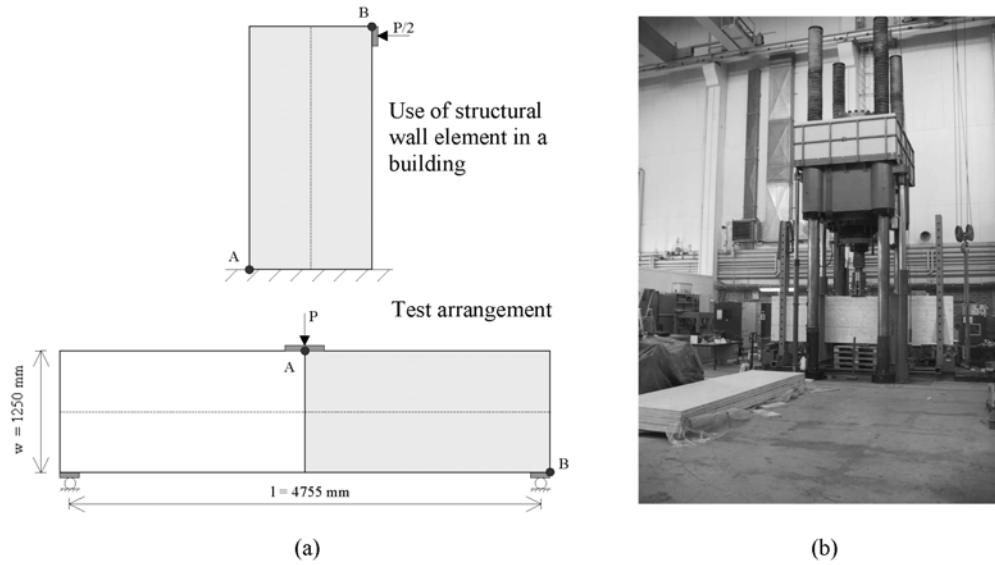 B
P/2
Use of structural
wall element in a
building
A
P
Test arrangement
A
w = 1250 mm
B
l = 4755 mm
(a)
(b)